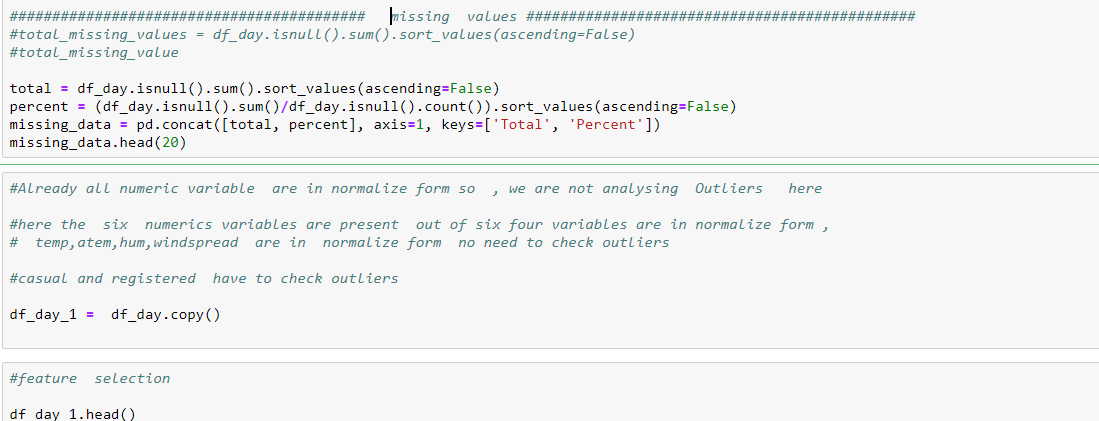 ######################################### missing  values #############################################
#total_missing_values = df_day.isnull().sum().sort_values(ascending=False)
#total_missing_value
total = df_day.isnull().sum().sort_values(ascending=False)
percent = (df_day.isnull().sum()/df_day.isnull().count()).sort_values(ascending=False)
missing_data = pd.concat([total, percent], axis=1, keys=['Total', 'Percent'])
missing_data.head(20)
#Already all numeric variable  are in normalize form so  , we are not analysing  Outliers   here
#here the  six  numerics variables are present  out of six four variables are in normalize form ,
#  temp,atem,hum,windspread  are in  normalize form  no need to check outliers
#casual and registered  have to check outliers
df_day_1 =  df_day.copy()
#feature  selection
df_day_1.head()